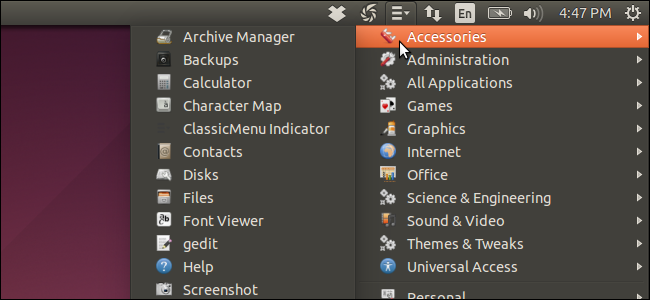 En 4:47 PM
Archive Manager
Backups
Calculator
Character Map
ClassicMenu Indicator
Contacts
Disks
Files
Font Viewer
gedit
Help
Screenshot
Accessories
Administration
All Applications
Games
Graphics
Internet
Office
Science & Engineering
Sound & Video
Themes & Tweaks
Universal Access
Personal